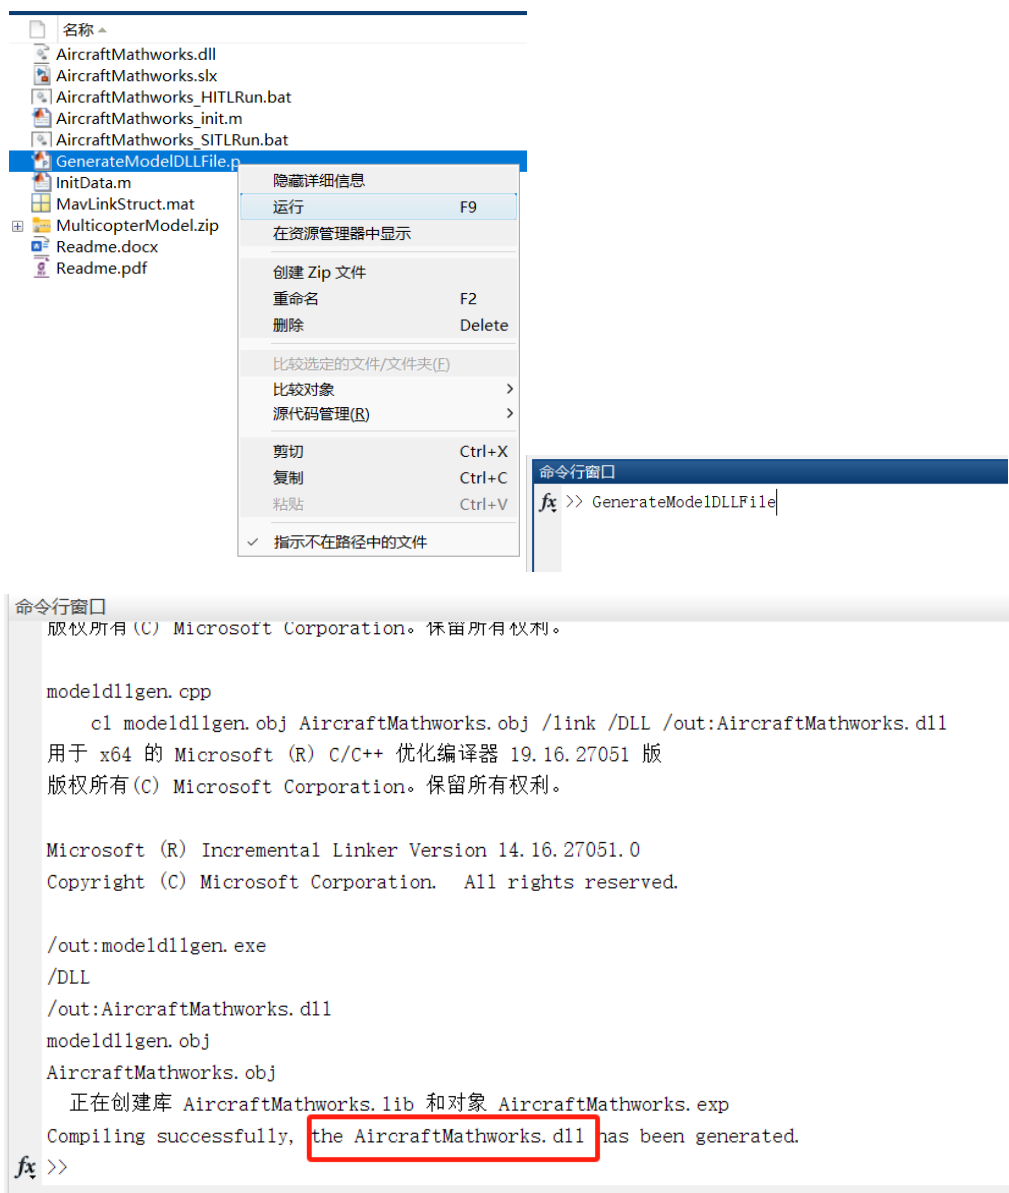 名称
AircraftMathworks.dll
AircraftMathworks.slx
AircraftMathworks_HITLRun.bat
AircraftMathworks_init.m
AircraftMathworks_SITLRun.bat
GenerateModelDLLFile.p
InitData.m
MavLinkStruct.mat
MulticopterModel.zip
Readme.docx
Readme.pdf
隐藏详细信息
运行 F9
在资源管理器中显示
创建 Zip 文件
重命名 F2
删除 Delete
比较选定的文件/文件夹(F)
比较对象
源代码管理(R)
剪切 Ctrl+X
复制 Ctrl+C
粘贴 Ctrl+V
指示不在路径中的文件
命令行窗口
fx >> GenerateModelDLLFile
命令行窗口
版权所有(C) Microsoft Corporation。保留所有权利。
modeldllgen.cpp
cl modeldllgen.obj AircraftMathworks.obj /link /DLL /out:AircraftMathworks.dll
用于 x64 的 Microsoft (R) C/C++ 优化编译器 19.16.27051 版
版权所有(C) Microsoft Corporation。保留所有权利。
Microsoft (R) Incremental Linker Version 14.16.27051.0
Copyright (C) Microsoft Corporation.  All rights reserved.
/out:modeldllgen.exe
/DLL
/out:AircraftMathworks.dll
modeldllgen.obj
AircraftMathworks.obj
正在创建库 AircraftMathworks.lib 和对象 AircraftMathworks.exp
Compiling successfully, the AircraftMathworks.dll has been generated.
fx >>